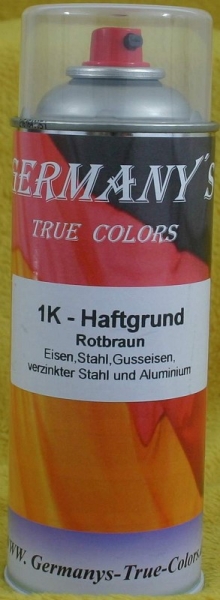 GERMANY´S
TRUE COLORS
1K - Haftgrund
Rotbraun
Eisen,Stahl,Gusseisen,
verzinkter Stahl und Aluminium
www. Germanys-True-Colors.